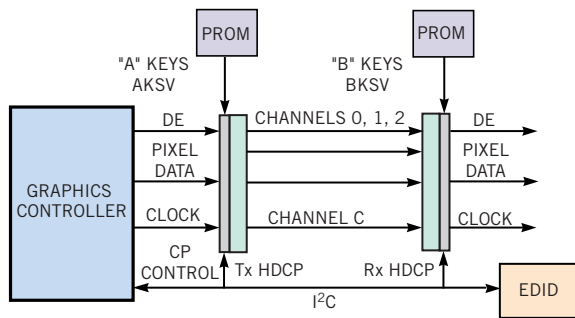 PROM
PROM
"A" KEYS
AKSV
"B" KEYS
BKSV
DE
CHANNELS 0, 1, 2
DE
PIXEL
DATA
PIXEL
DATA
GRAPHICS
CONTROLLER
CLOCK
CHANNEL C
CLOCK
CP
CONTROL
Tx HDCP
Rx HDCP
I²C
EDID